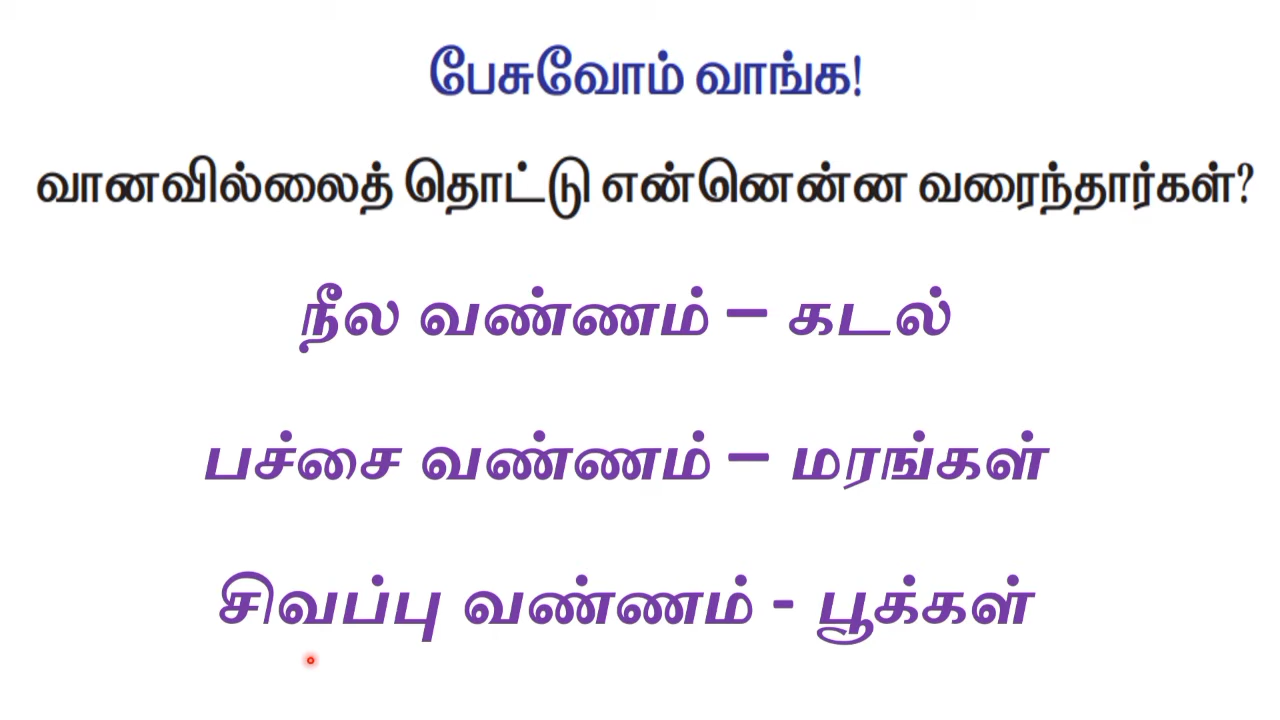 பேசுவோம் வாங்க!
வானவில்லைத் தொட்டு என்னென்ன வரைந்தார்கள்?
நீல வண்ணம் – கடல்
பச்சை வண்ணம் – மரங்கள்
சிவப்பு வண்ணம் - பூக்கள்